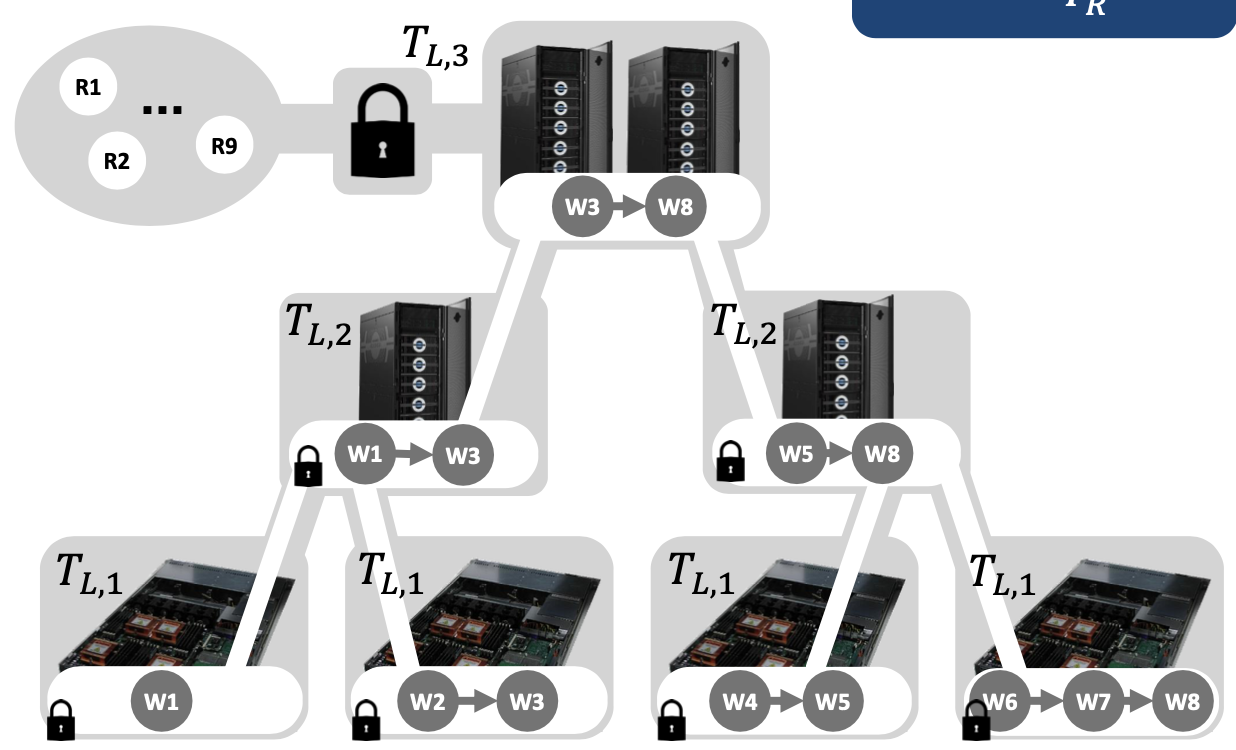 T_R
T_{L,3}
R1
...
R2
R9
W3 W8
T_{L,2}
T_{L,2}
W1 W3
W5 W8
T_{L,1}
T_{L,1}
T_{L,1}
T_{L,1}
W1
W2 W3
W4 W5
W6 W7 W8